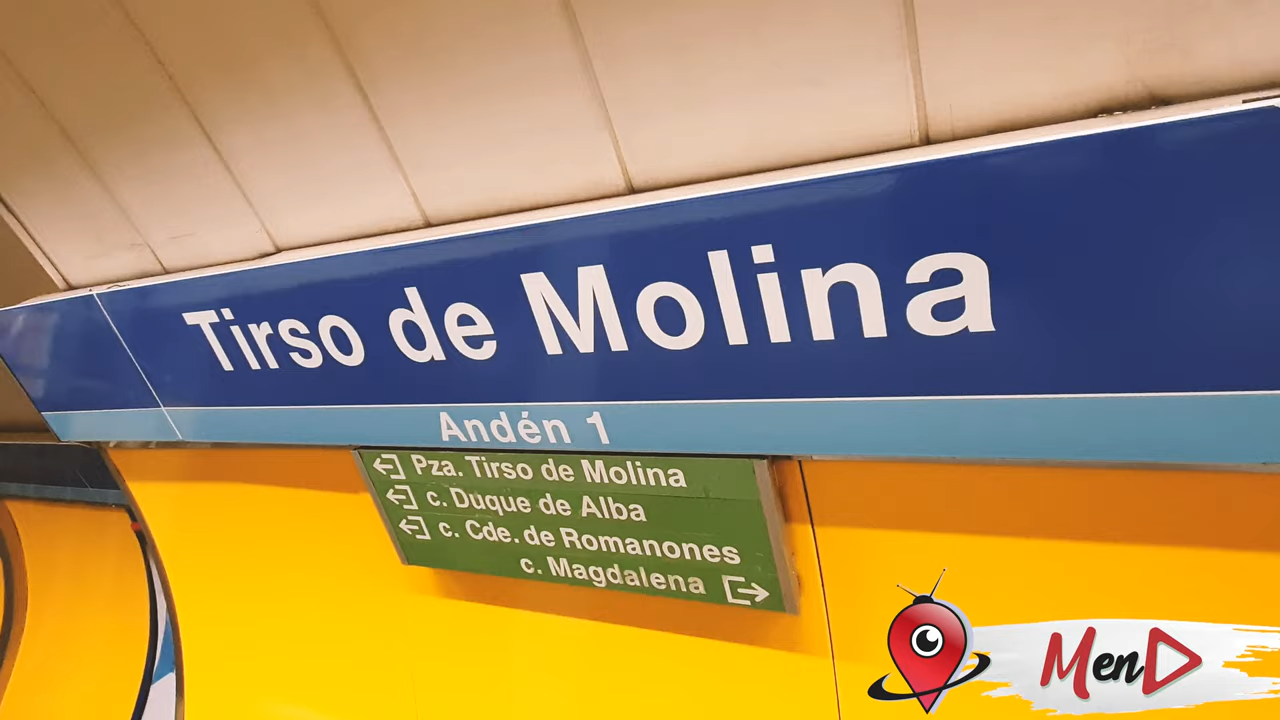 Tirso de Molina
Andén 1
Pza. Tirso de Molina
c. Duque de Alba
c. Cde. de Romanones
c. Magdalena
MenD